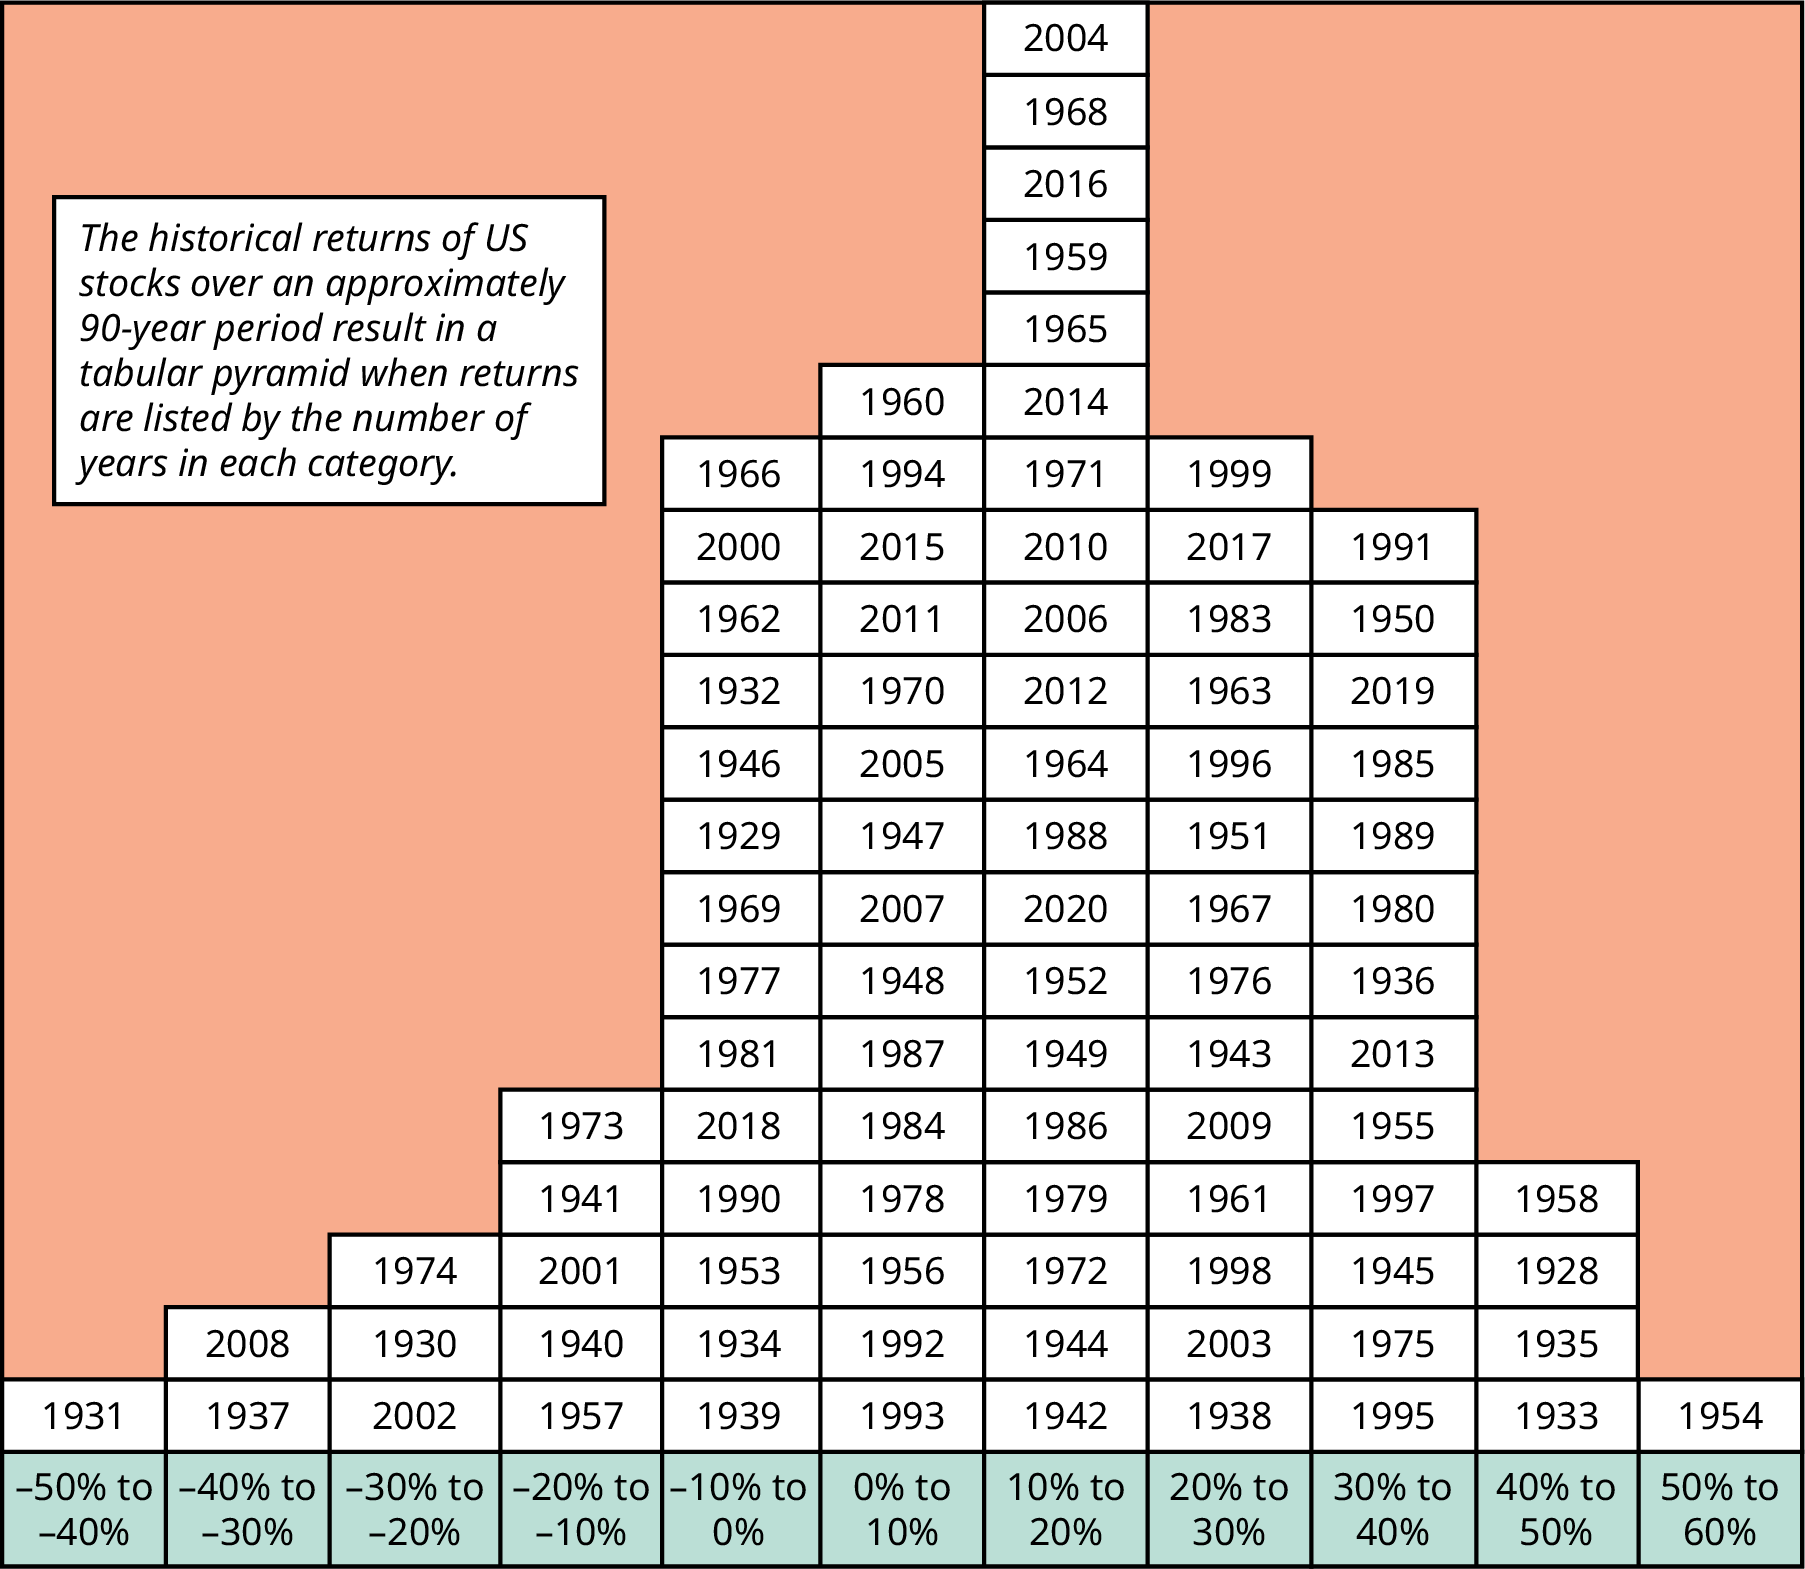 2004
1968
2016
The historical returns of US
stocks over an approximately
90-year period result in a
tabular pyramid when returns
are listed by the number of
years in each category.
1959
1965
1960 2014
1966 1994 1971 1999
2000 2015 2010 2017 1991
1962 2011 2006 1983 1950
1932 1970 2012 1963 2019
1946 2005 1964 1996 1985
1929 1947 1988 1951 1989
1969 2007 2020 1967 1980
1977 1948 1952 1976 1936
1981 1987 1949 1943 2013
1973 2018 1984 1986 2009 1955
1941 1990 1978 1979 1961 1997 1958
1974 2001 1953 1956 1972 1998 1945 1928
2008 1930 1940 1934 1992 1944 2003 1975 1935
1931 1937 2002 1957 1939 1993 1942 1938 1995 1933 1954
–50% to –40% to –30% to –20% to –10% to 0% to 10% to 20% to 30% to 40% to 50% to
–40% –30% –20% –10% 0% 10% 20% 30% 40% 50% 60%